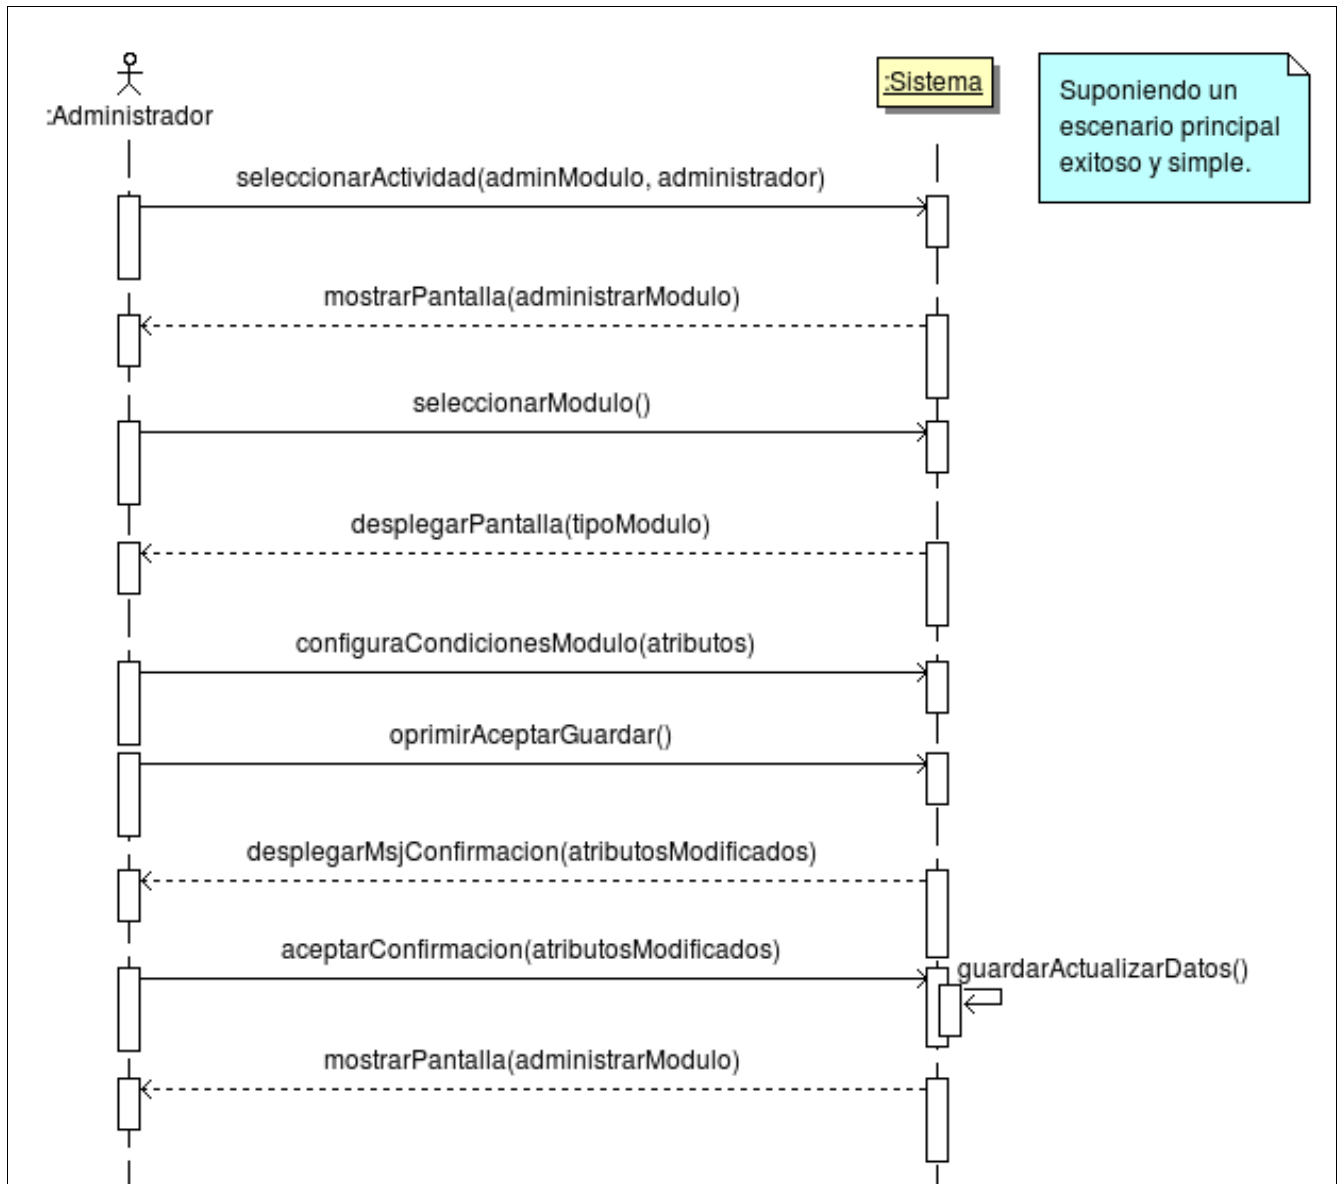 :Administrador
:Sistema
Suponiendo un
escenario principal
exitoso y simple.
seleccionarActividad(adminModulo, administrador)
mostrarPantalla(administrarModulo)
seleccionarModulo()
desplegarPantalla(tipoModulo)
configuraCondicionesModulo(atributos)
oprimirAceptarGuardar()
desplegarMsjConfirmacion(atributosModificados)
aceptarConfirmacion(atributosModificados)
guardarActualizarDatos()
mostrarPantalla(administrarModulo)